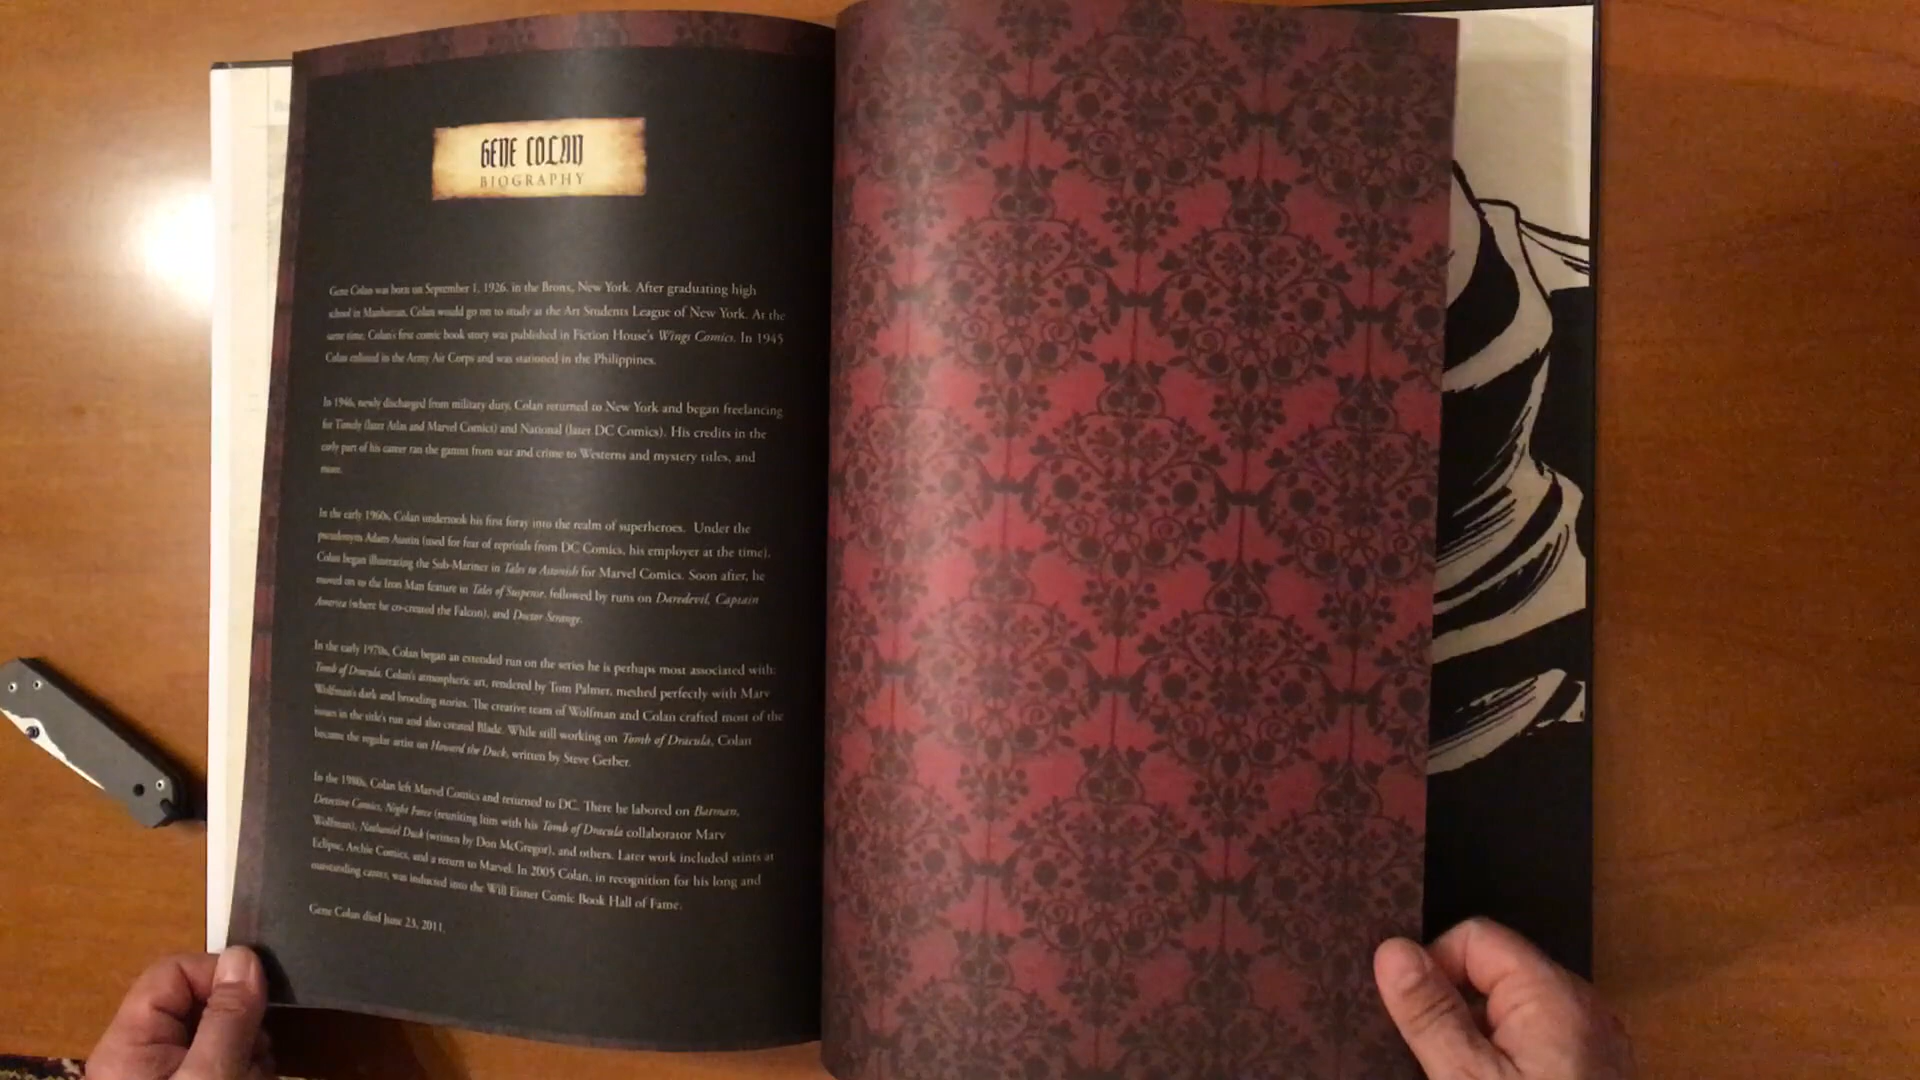 GENE COLAN
BIOGRAPHY
Gene Colan was born on September 1, 1926, in the Bronx, New York. After graduating high
school in Manhattan, Colan would go on to study at the Art Students League of New York. At the
same time, Colan's first comic book story was published in Fiction House's Wings Comics. In 1945
Colan enlisted in the Army Air Corps and was stationed in the Philippines.
In 1946, newly discharged from military duty, Colan returned to New York and began freelancing
for Timely (later Atlas and Marvel Comics) and National (later DC Comics). His credits in the
early part of his career ran the gamut from war and crime to Westerns and mystery titles, and
more.
In the early 1960s, Colan undertook his first foray into the realm of superheroes. Under the
pseudonym Adam Austin (used for fear of reprisals from DC Comics, his employer at the time),
Colan began illustrating the Sub-Mariner in Tales to Astonish for Marvel Comics. Soon after, he
moved on to the Iron Man feature in Tales of Suspense, followed by runs on Daredevil, Captain
America (where he co-created the Falcon), and Doctor Strange.
In the early 1970s, Colan began an extended run on the series he is perhaps most associated with:
Tomb of Dracula. Colan's atmospheric art, rendered by Tom Palmer, meshed perfectly with Marv
Wolfman's dark and brooding stories. The creative team of Wolfman and Colan crafted most of the
issues in the title's run and also created Blade. While still working on Tomb of Dracula, Colan
became the regular artist on Howard the Duck, written by Steve Gerber.
In the 1980s, Colan left Marvel Comics and returned to DC. There he labored on Batman,
Detective Comics, Night Force (reuniting him with his Tomb of Dracula collaborator Marv
Wolfman), Nathaniel Dusk (written by Don McGregor), and others. Later work included stints at
Eclipse, Archie Comics, and a return to Marvel. In 2005 Colan, in recognition for his long and
outstanding career, was inducted into the Will Eisner Comic Book Hall of Fame.
Gene Colan died June 23, 2011.